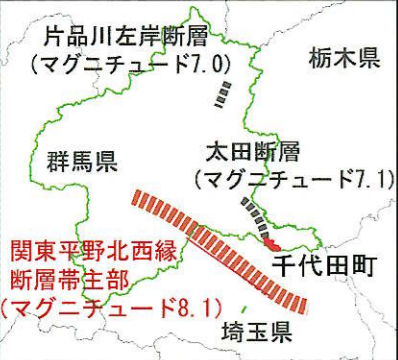 片品川左岸断層
(マグニチュード7.0)
栃木県
群馬県
太田断層
(マグニチュード7.1)
関東平野北西縁
断層帯主部
(マグニチュード8.1)
千代田町
埼玉県